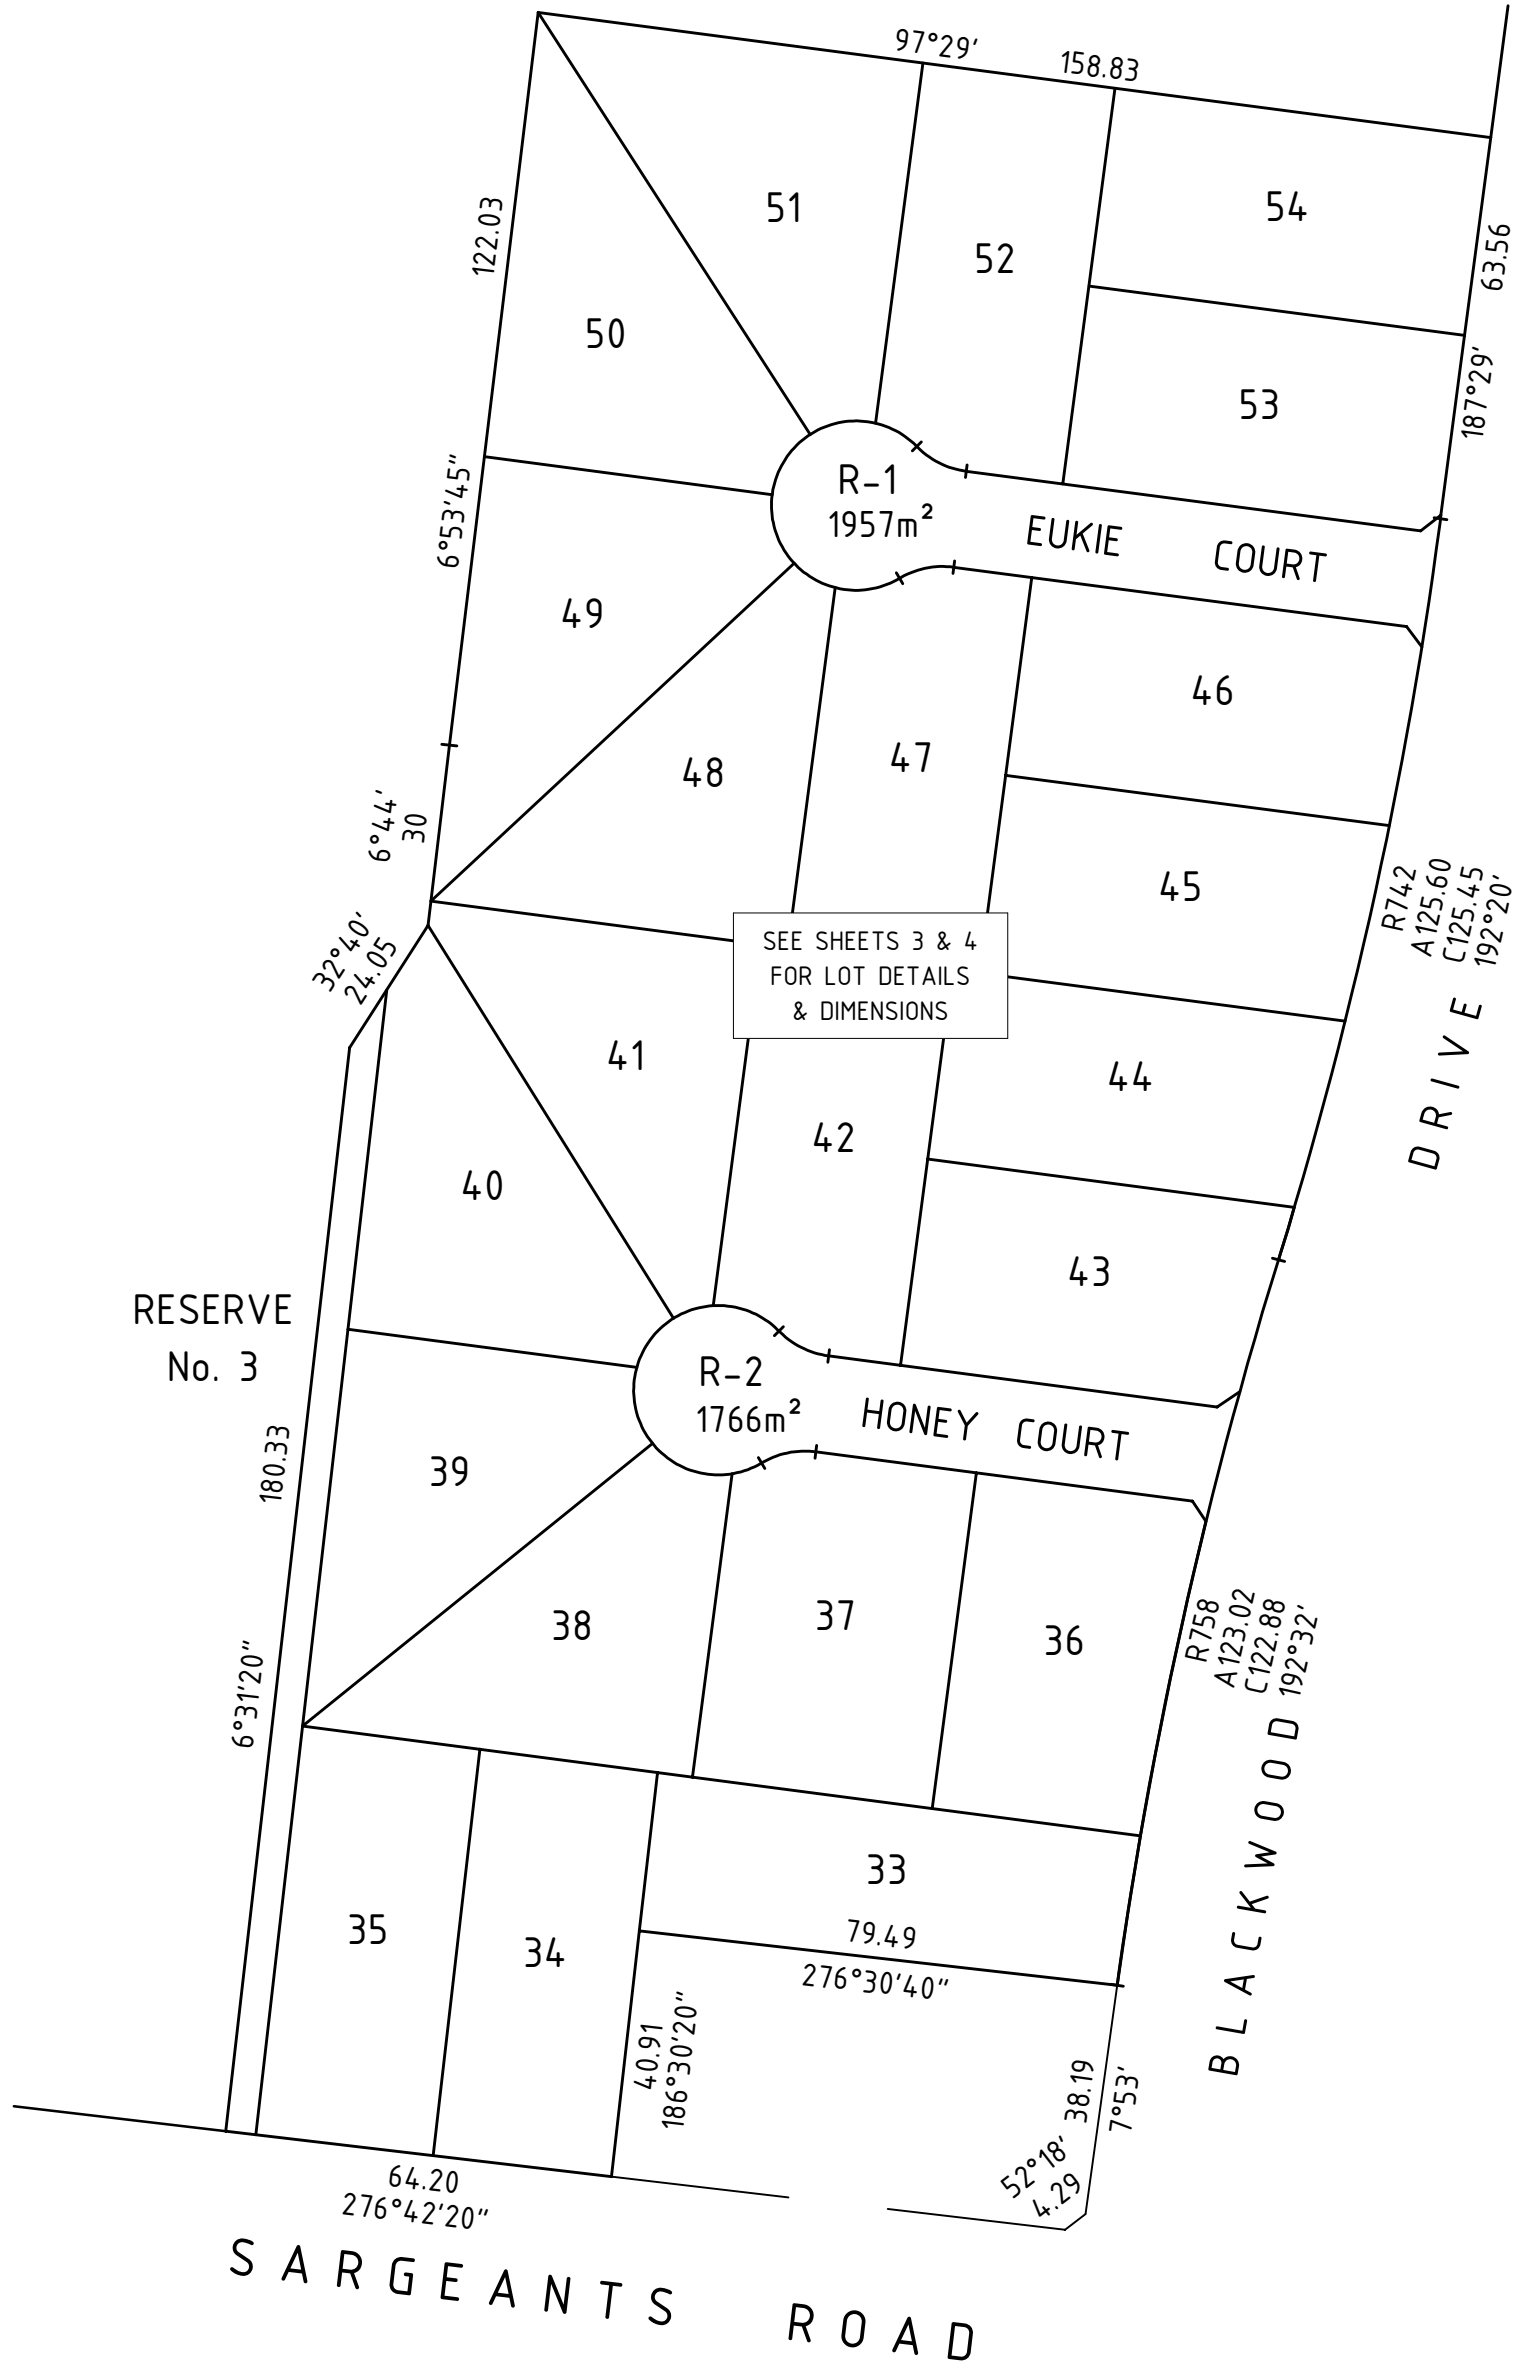 97°29'
158.83
51
54
52
122.03
63.56
50
53
187°29'
6°53'45"
R-1
1957m²
EUKIE COURT
49
46
47
48
6°44'
30
45
R742
A125.60
C125.45
192°20'
32°40'
24.05
SEE SHEETS 3 & 4
FOR LOT DETAILS
& DIMENSIONS
41
44
42
DRIVE
40
43
RESERVE
No. 3
R-2
1766m²
HONEY COURT
180.33
39
38
37
36
R758
A123.02
C122.88
192°32'
6°31'20"
BLACKWOOD
33
35
34
79.49
276°30'40"
40.91
186°30'20"
38.19
7°53'
52°18'
4.29
64.20
276°42'20"
SARGEANTS ROAD